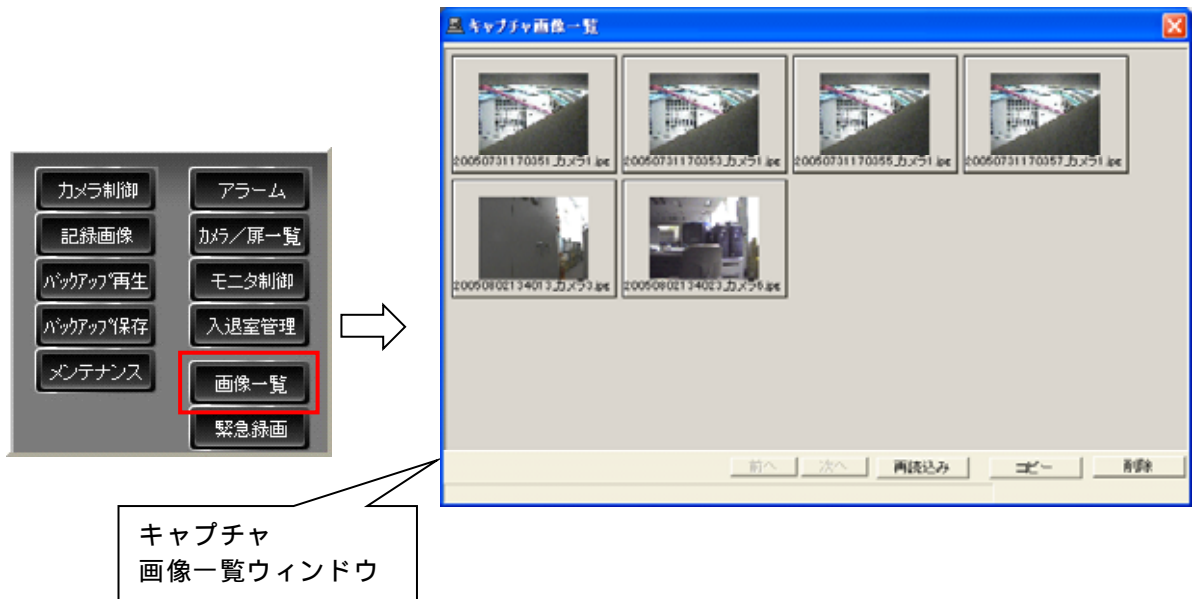 カメラ制御
アラーム
記録画像
カメラ／扉一覧
バックアップ再生
モニタ制御
バックアップ保存
入退室管理
メンテナンス
画像一覧
緊急録画
キャプチャ画像一覧
20050731170351_カメラ1.jpg
20050731170353_カメラ1.jpg
20050731170355_カメラ1.jpg
20050731170357_カメラ1.jpg
20050802134013_カメラ3.jpg
20050802134023_カメラ6.jpg
前へ
次へ
再読込み
コピー
削除
キャプチャ
画像一覧ウィンドウ